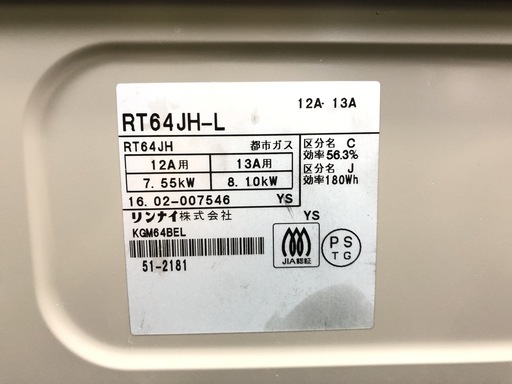 12A・13A
RT64JH-L
RT64JH 都市ガス
12A用 13A用
7.55kW 8.10kW
区分名 C
効率56.3%
区分名 J
効率180Wh
16.02-007546 YS
リンナイ株式会社 YS
KGM64BEL
51-2181
JIA認証
PS
TG